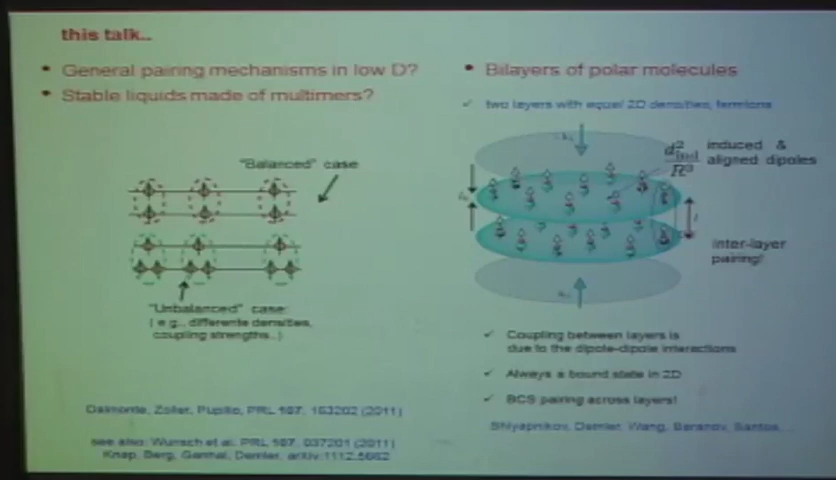 this talk..
• General pairing mechanisms in low D?
• Stable liquids made of multimers?
"Balanced" case
"Unbalanced" case:
(e.g., differente densities,
coupling strengths..)
Dalmonte, Zoller, Pupillo, PRL 107, 163202 (2011)
see also: Wunsch et al. PRL 107, 037201 (2011)
Knap, Berg, Ganhal, Demler, arXiv:1112.5662
• Bilayers of polar molecules
✓ two layers with equal 2D densities, fermions
d²ind
R³
induced &
aligned dipoles
inter-layer
pairing!
✓ Coupling between layers is
due to the dipole-dipole interactions
✓ Always a bound state in 2D
✓ BCS pairing across layers!
Shlyapnikov, Demler, Wang, Baranov, Santos...